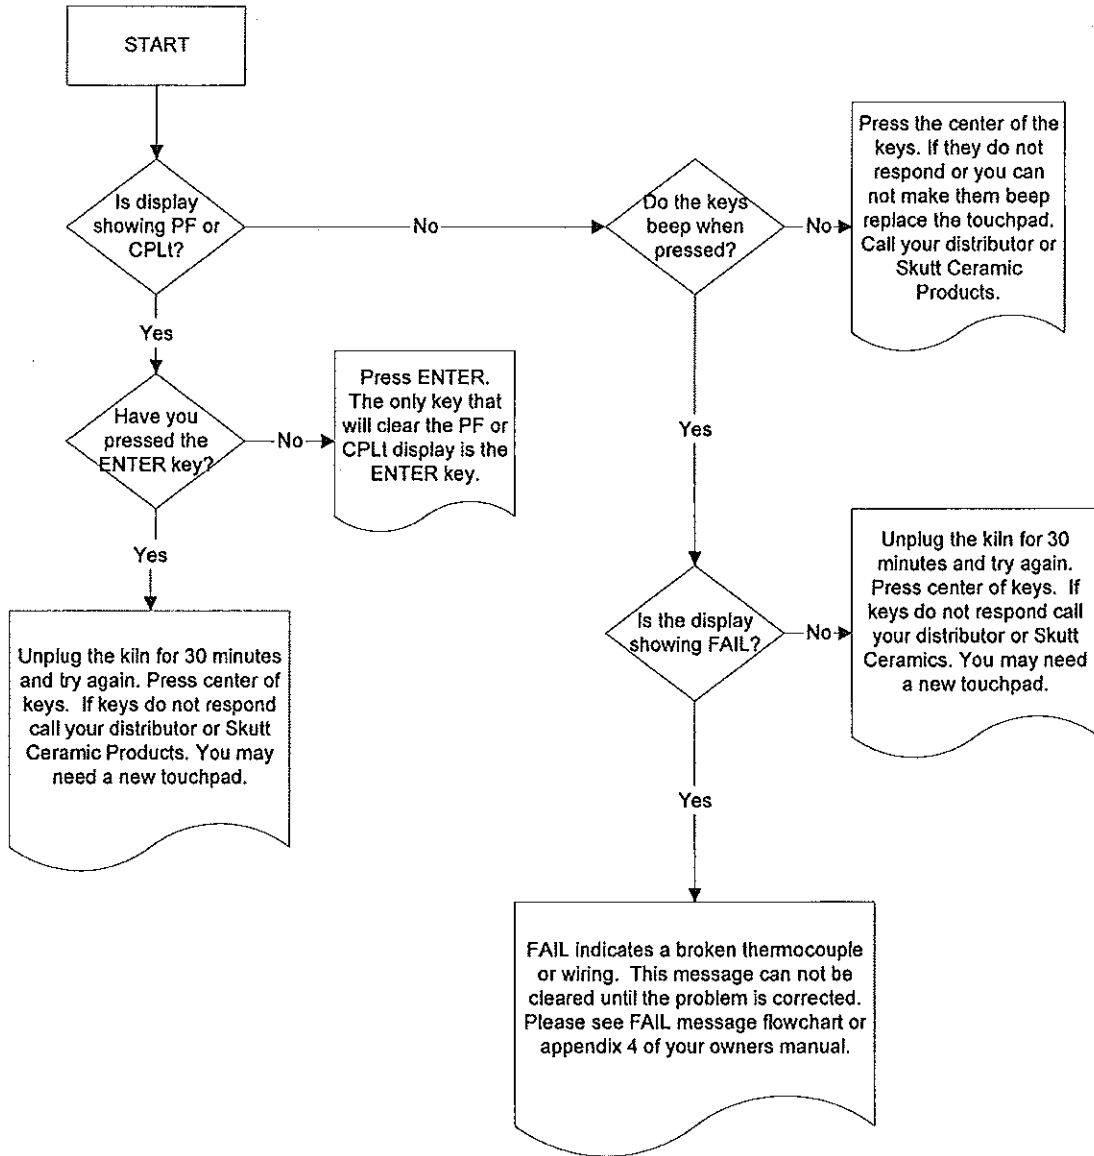 START
Is display
showing PF or
CPLt?
No
Do the keys
beep when
pressed?
No
Press the center of the
keys. If they do not
respond or you can
not make them beep
replace the touchpad.
Call your distributor or
Skutt Ceramic
Products.
Yes
Have you
pressed the
ENTER key?
No
Press ENTER.
The only key that
will clear the PF or
CPLt display is the
ENTER key.
Yes
Unplug the kiln for 30 minutes
and try again. Press center of
keys. If keys do not respond
call your distributor or Skutt
Ceramic Products. You may
need a new touchpad.
Yes
Is the display
showing FAIL?
No
Unplug the kiln for 30
minutes and try again.
Press center of keys. If
keys do not respond call
your distributor or Skutt
Ceramics. You may need
a new touchpad.
Yes
FAIL indicates a broken thermocouple
or wiring. This message can not be
cleared until the problem is corrected.
Please see FAIL message flowchart or
appendix 4 of your owners manual.